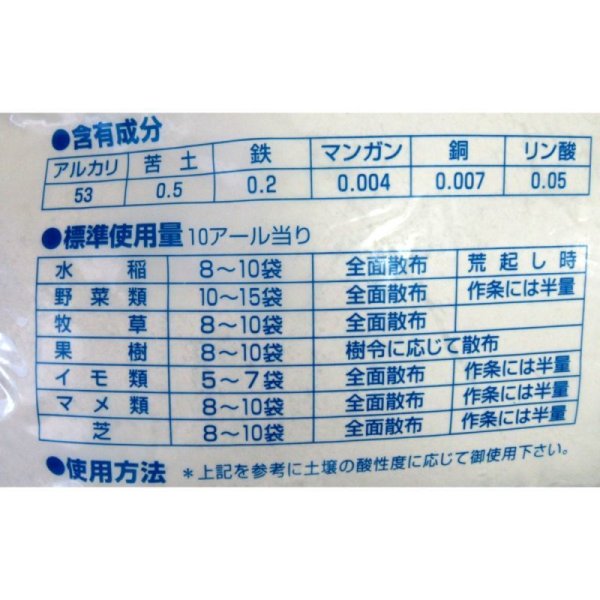 ●含有成分
アルカリ 苦土 鉄 マンガン 銅 リン酸
53 0.5 0.2 0.004 0.007 0.05
●標準使用量 10アール当り
水稲 8〜10袋 全面散布 荒起し時
野菜類 10〜15袋 全面散布 作条には半量
牧草 8〜10袋 全面散布
果樹 8〜10袋 樹令に応じて散布
イモ類 5〜7袋 全面散布 作条には半量
マメ類 8〜10袋 全面散布 作条には半量
芝 8〜10袋 全面散布 作条には半量
●使用方法 *上記を参考に土壌の酸性度に応じて御使用下さい。